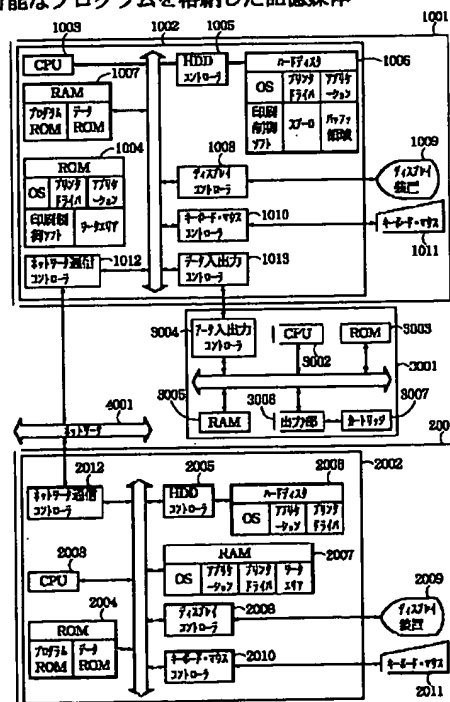 可能なプログラムを格納した記憶媒体
1001
1002
1003
CPU
1005
HDD
コントローラ
1006
ハードディスク
OS
プリンタ
ドライバ
アプリケ
ーション
印刷
制御
ソフト
スプーラ
バッファ
領域
1007
RAM
プログラム
ROM
データ
ROM
1004
ROM
OS
プリンタ
ドライバ
アプリケ
ーション
印刷制
御ソフト
ワークエリア
1008
ディスプレイ
コントローラ
1009
ディスプレイ
装置
1010
キーボード・マウス
コントローラ
1011
キーボード・マウス
1012
ネットワーク通信
コントローラ
1013
データ入出力
コントローラ
3004
データ入出力
コントローラ
CPU
3002
ROM
3003
3001
3005
RAM
3006
出力部
カートリッジ
3007
4001
ネットワーク
200
2002
2012
ネットワーク通信
コントローラ
2005
HDD
コントローラ
2006
ハードディスク
OS
アプリケ
ーション
プリンタ
ドライバ
2003
CPU
RAM
2007
OS
アプリケ
ーション
プリンタ
ドライバ
ワーク
エリア
2004
ROM
プログラム
ROM
データ
ROM
2008
ディスプレイ
コントローラ
2009
ディスプレイ
装置
2010
キーボード・マウス
コントローラ
キーボード・マウス
2011